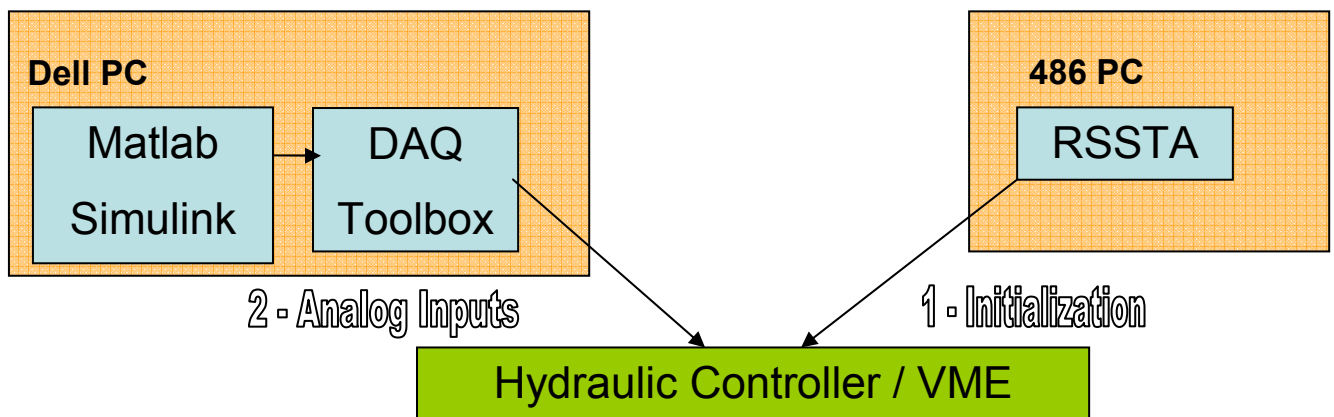 Dell PC
Matlab
Simulink
DAQ
Toolbox
486 PC
RSSTA
2 - Analog Inputs
1 - Initialization
Hydraulic Controller / VME